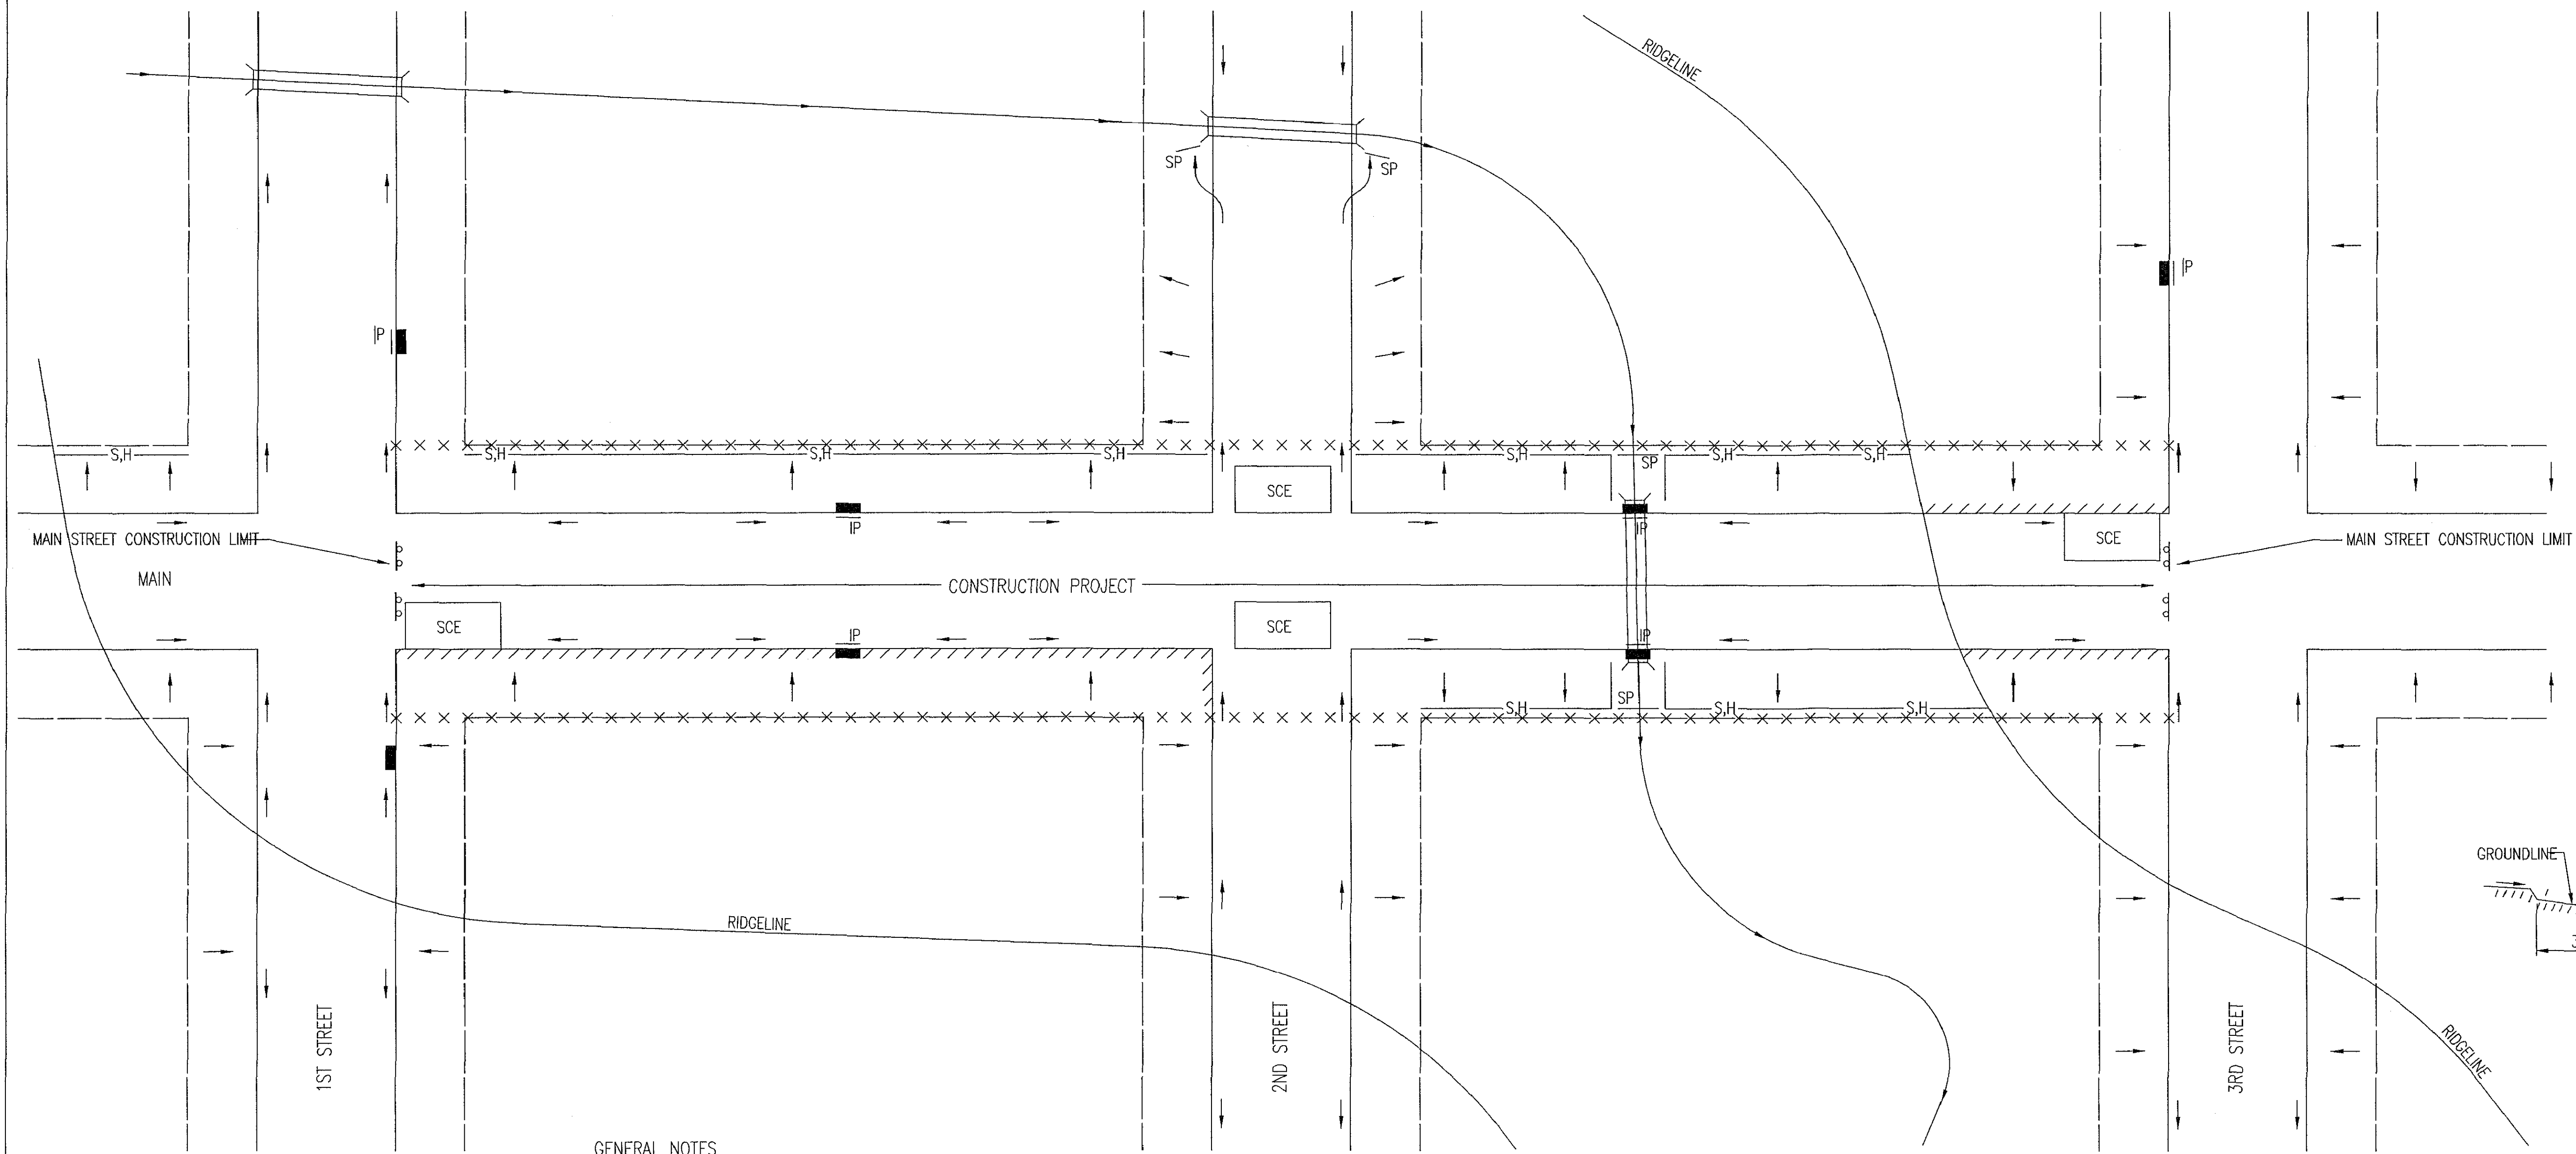 RIDGELINE
SP
SP
IP
IP
S,H
S,H
S,H
S,H
S,H
SP
S,H
S,H
SCE
IP
IP
SCE
MAIN STREET CONSTRUCTION LIMIT
MAIN STREET CONSTRUCTION LIMIT
MAIN
CONSTRUCTION PROJECT
SCE
SCE
IP
IP
SP
S,H
S,H
S,H
GROUNDLINE
RIDGELINE
1ST STREET
2ND STREET
3RD STREET
RIDGELINE
GENERAL NOTES